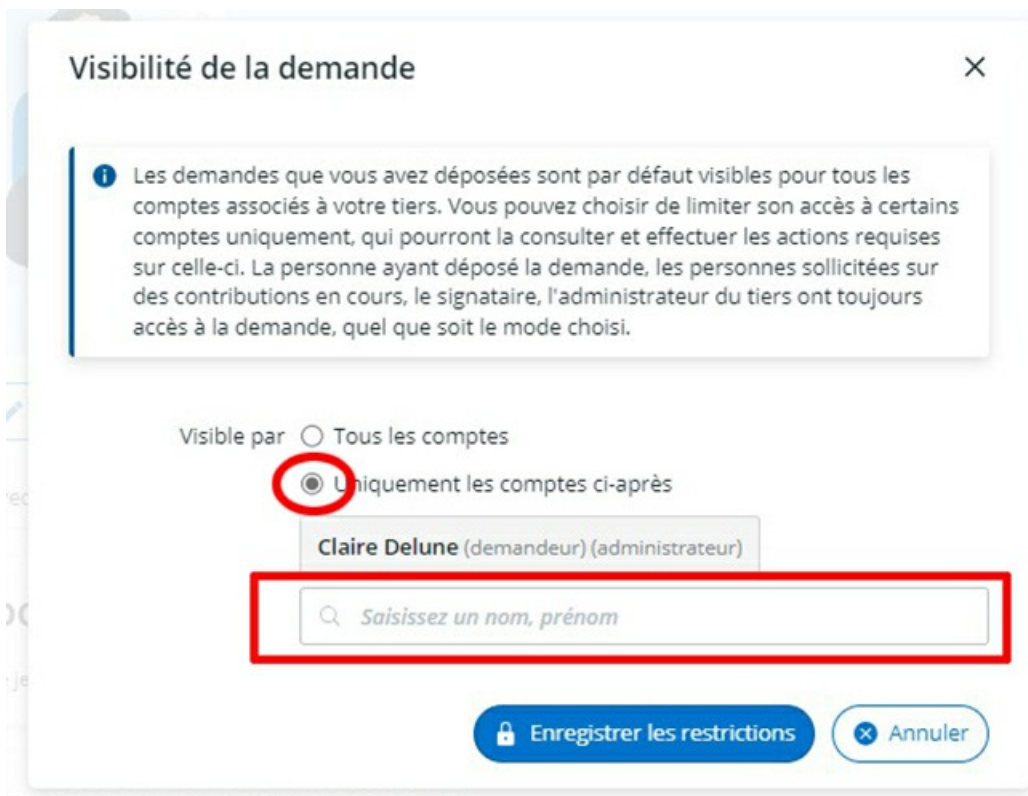 Visibilité de la demande
Les demandes que vous avez déposées sont par défaut visibles pour tous les
comptes associés à votre tiers. Vous pouvez choisir de limiter son accès à certains
comptes uniquement, qui pourront la consulter et effectuer les actions requises
sur celle-ci. La personne ayant déposé la demande, les personnes sollicitées sur
des contributions en cours, le signataire, l'administrateur du tiers ont toujours
accès à la demande, quel que soit le mode choisi.
Visible par Tous les comptes
Uniquement les comptes ci-après
Claire Delune (demandeur) (administrateur)
Saisissez un nom, prénom
Enregistrer les restrictions Annuler